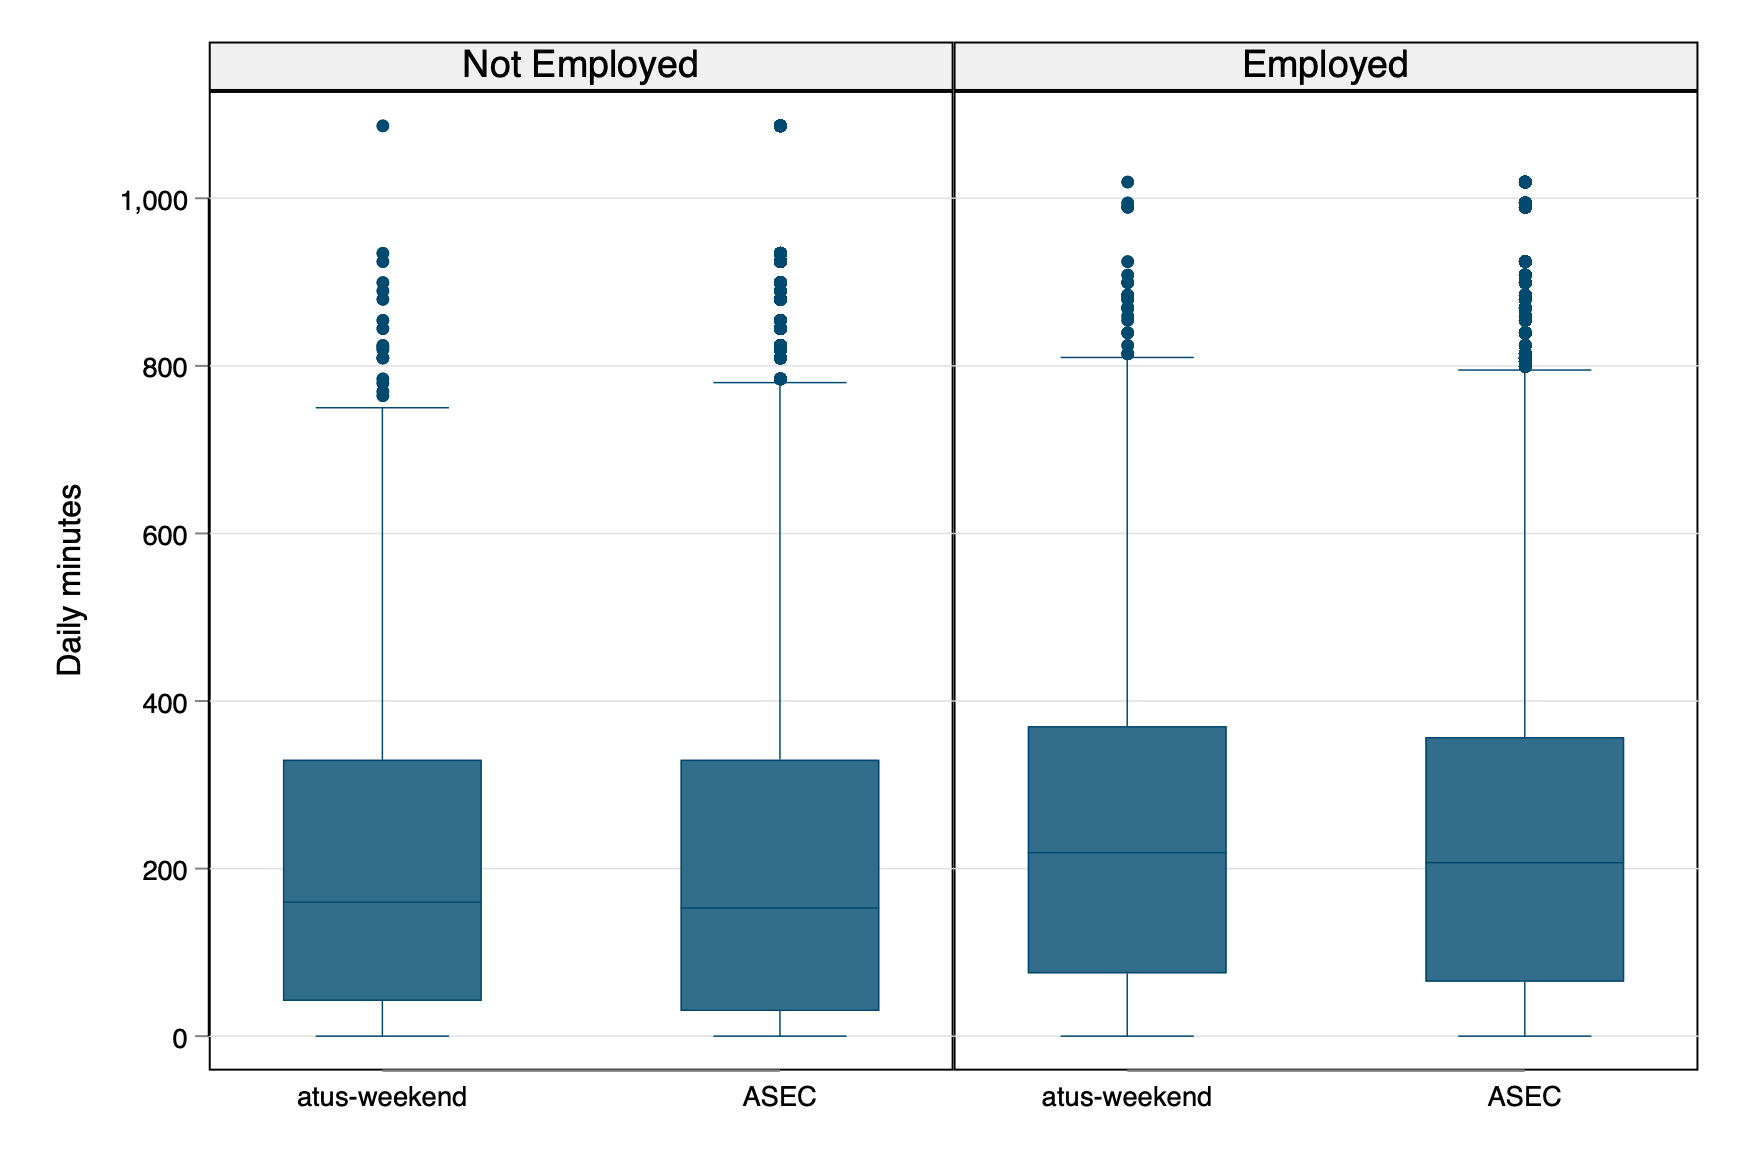 Not Employed
Employed
Daily minutes
1,000
800
600
400
200
0
atus-weekend
ASEC
atus-weekend
ASEC